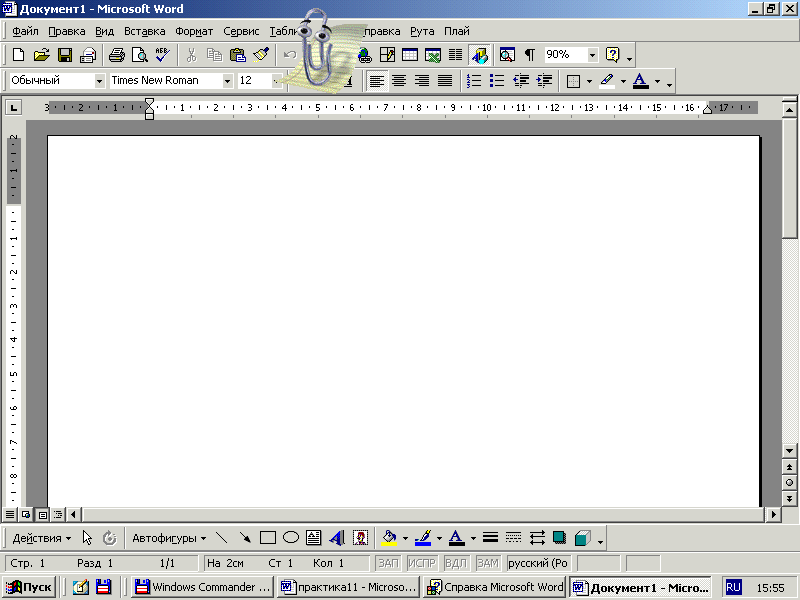 Документ1 - Microsoft Word
Файл Правка Вид Вставка Формат Сервис Табли правка Рута Плай
90%
Обычный Times New Roman 12
3 2 1 1 2 3 4 5 6 7 8 9 10 11 12 13 14 15 16 17
2
1
1
2
3
4
5
6
7
8
Действия Автофигуры
Стр. 1 Разд 1 1/1 На 2см Ст 1 Кол 1 ЗАП ИСПР ВДЛ ЗАМ русский (Ро
Пуск Windows Commander ... практика11 - Microso... Справка Microsoft Word Документ1 - Micro... RU 15:55